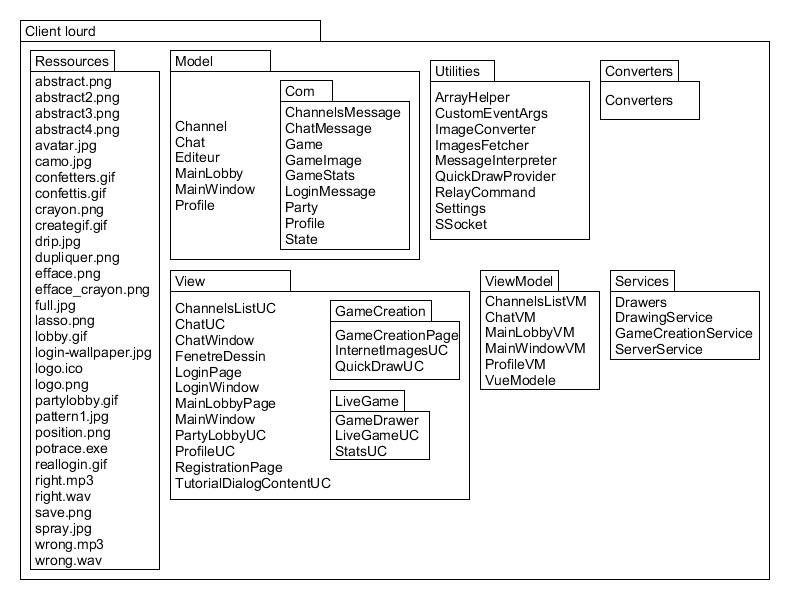 Client lourd
Ressources
abstract.png
abstract2.png
abstract3.png
abstract4.png
avatar.jpg
camo.jpg
confetters.gif
confettis.gif
crayon.png
creategif.gif
drip.jpg
dupliquer.png
efface.png
efface_crayon.png
full.jpg
lasso.png
lobby.gif
login-wallpaper.jpg
logo.ico
logo.png
partylobby.gif
pattern1.jpg
position.png
potrace.exe
reallogin.gif
right.mp3
right.wav
save.png
spray.jpg
wrong.mp3
wrong.wav
Model
Channel
Chat
Editeur
MainLobby
MainWindow
Profile
Com
ChannelsMessage
ChatMessage
Game
GameImage
GameStats
LoginMessage
Party
Profile
State
Utilities
ArrayHelper
CustomEventArgs
ImageConverter
ImagesFetcher
MessageInterpreter
QuickDrawProvider
RelayCommand
Settings
SSocket
Converters
Converters
View
ChannelsListUC
ChatUC
ChatWindow
FenetreDessin
LoginPage
LoginWindow
MainLobbyPage
MainWindow
PartyLobbyUC
ProfileUC
RegistrationPage
TutorialDialogContentUC
GameCreation
GameCreationPage
InternetImagesUC
QuickDrawUC
LiveGame
GameDrawer
LiveGameUC
StatsUC
ViewModel
ChannelsListVM
ChatVM
MainLobbyVM
MainWindowVM
ProfileVM
VueModele
Services
Drawers
DrawingService
GameCreationService
ServerService